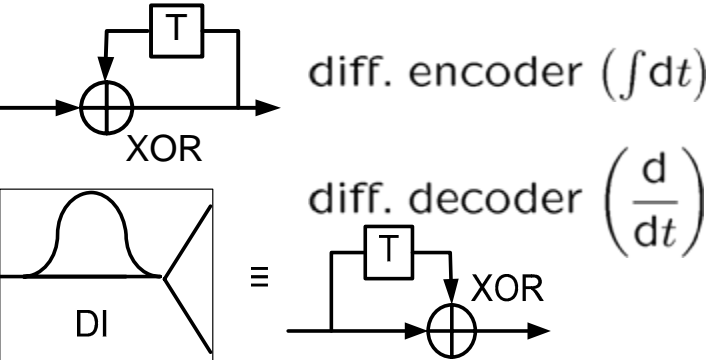 T
diff. encoder (∫dt)
XOR
diff. decoder (d/dt)
T
≡
XOR
DI